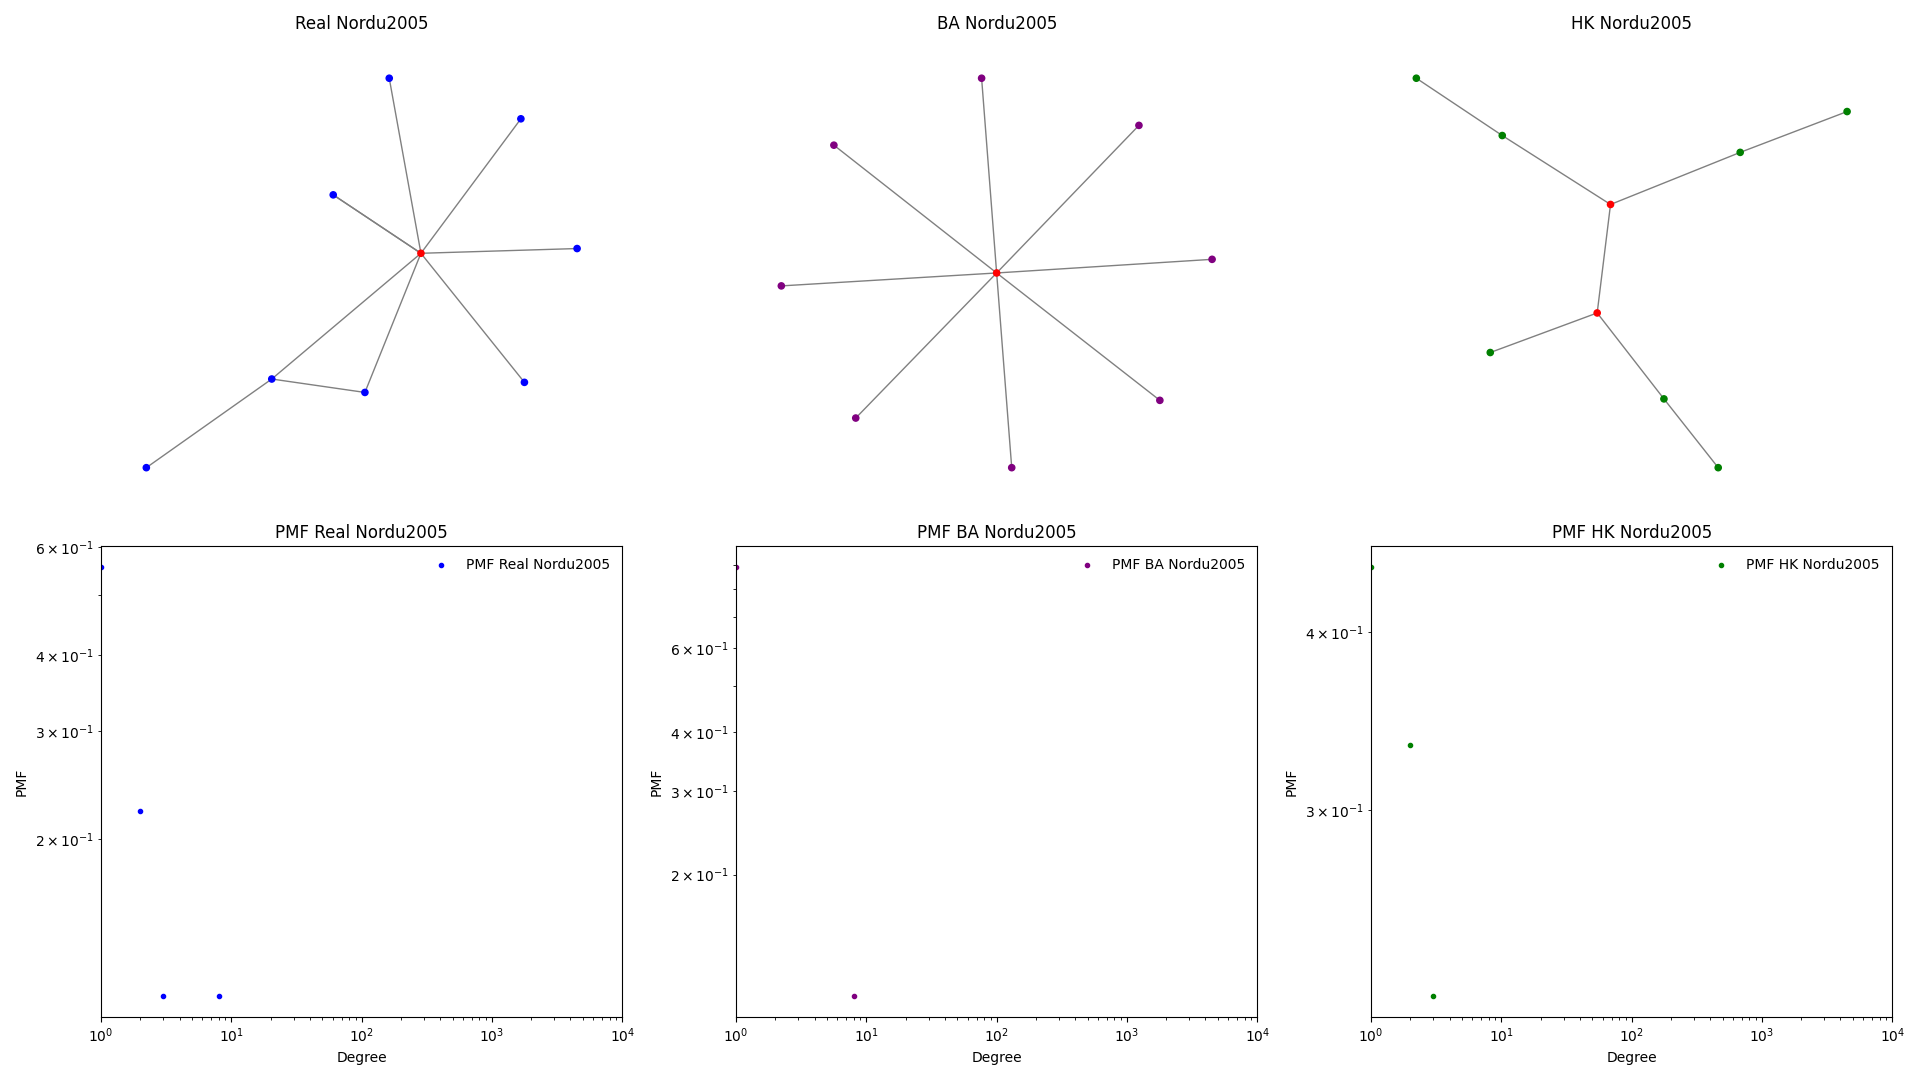 Real Nordu2005
BA Nordu2005
HK Nordu2005
PMF Real Nordu2005
PMF Real Nordu2005
6 × 10⁻¹
4 × 10⁻¹
3 × 10⁻¹
2 × 10⁻¹
PMF
10⁰ 10¹ 10² 10³ 10⁴
Degree
PMF BA Nordu2005
PMF BA Nordu2005
6 × 10⁻¹
4 × 10⁻¹
3 × 10⁻¹
2 × 10⁻¹
PMF
10⁰ 10¹ 10² 10³ 10⁴
Degree
PMF HK Nordu2005
PMF HK Nordu2005
4 × 10⁻¹
3 × 10⁻¹
PMF
10⁰ 10¹ 10² 10³ 10⁴
Degree